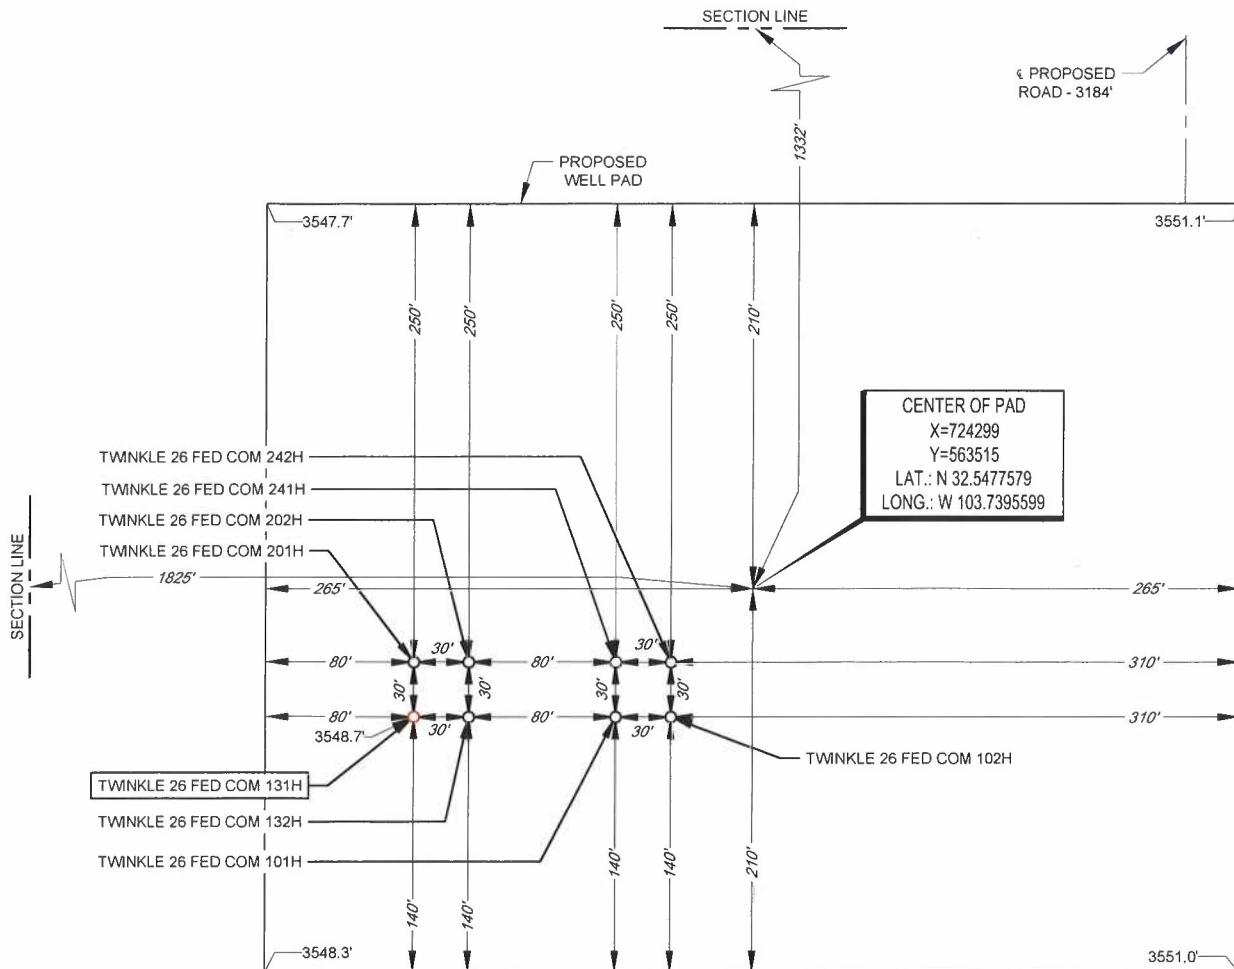 SECTION LINE
℄ PROPOSED
ROAD - 3184'
1332'
PROPOSED
WELL PAD
3547.7'
3551.1'
250'
250'
250'
250'
210'
CENTER OF PAD
X=724299
Y=563515
LAT.: N 32.5477579
LONG.: W 103.7395599
TWINKLE 26 FED COM 242H
TWINKLE 26 FED COM 241H
TWINKLE 26 FED COM 202H
TWINKLE 26 FED COM 201H
SECTION LINE
1825'
265'
265'
80'
30'
80'
30'
310'
30'
30'
30'
30'
80'
30'
80'
30'
310'
3548.7'
TWINKLE 26 FED COM 102H
TWINKLE 26 FED COM 131H
TWINKLE 26 FED COM 132H
TWINKLE 26 FED COM 101H
140'
140'
140'
140'
210'
3548.3'
3551.0'